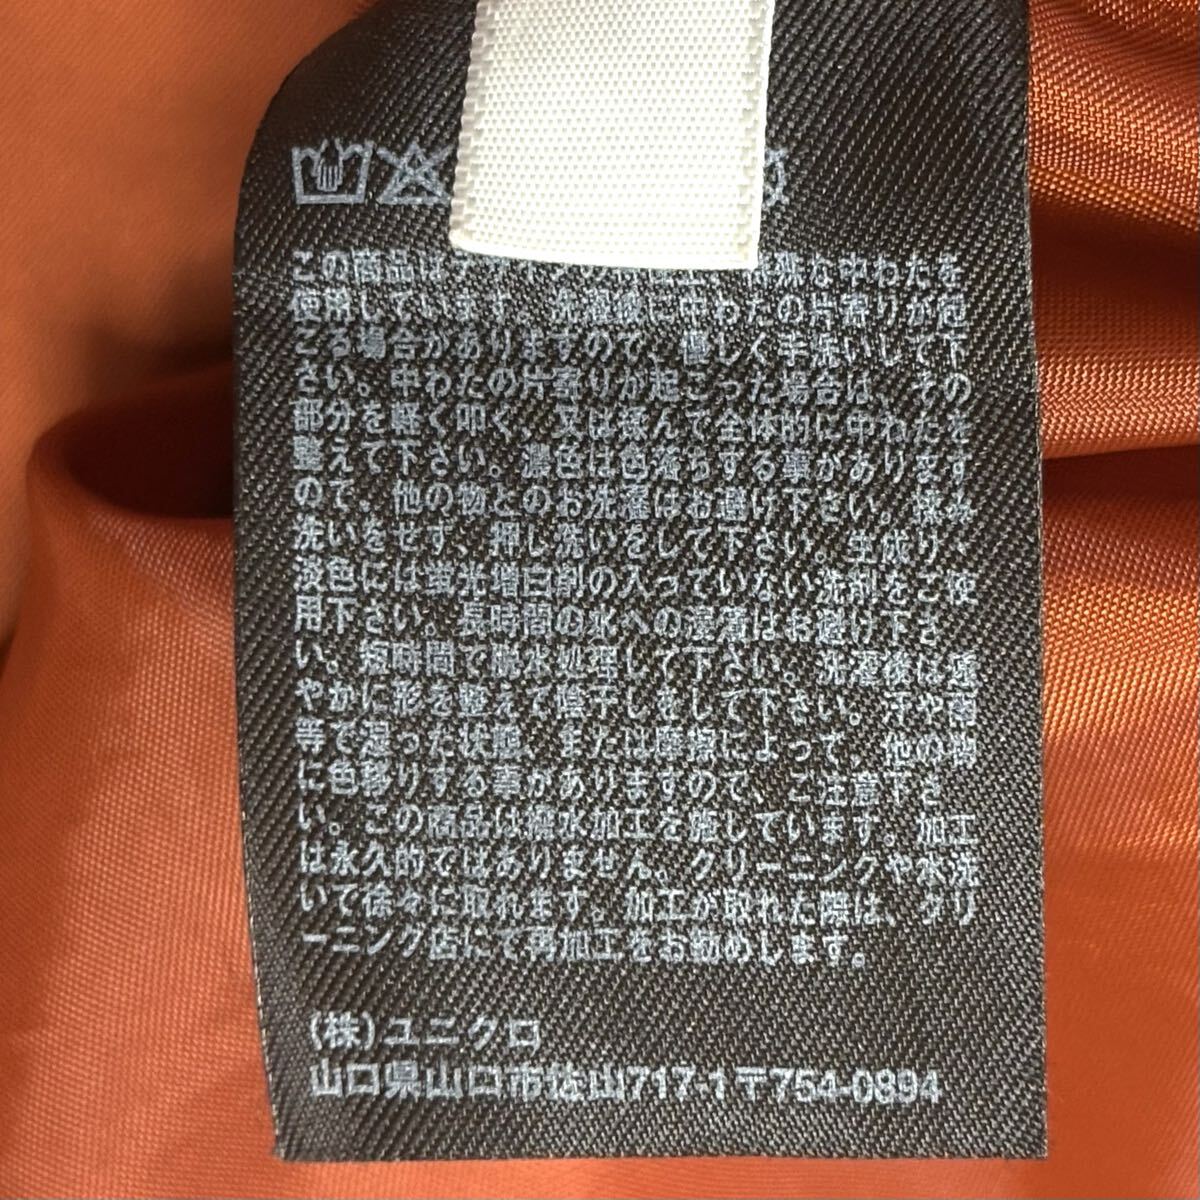 この商品はデザイン な中わたを
使用しています。洗濯後に中わたの片寄りが起
こる場合がありますので、優しく手洗いして下
さい。中わたの片寄りが起こった場合は、その
部分を軽く叩く、又は揉んで全体的に中わたを
整えて下さい。濃色は色落ちする事があります
ので、他の物とのお洗濯はお避け下さい。揉み
洗いをせず、押し洗いをして下さい。生成り・
淡色には蛍光増白剤の入っていない洗剤をご使
用下さい。長時間の水への浸漬はお避け下さ
い。短時間で脱水処理して下さい。洗濯後は速
やかに形を整えて陰干しをして下さい。汗や雨
等で湿った状態、または摩擦によって、他の物
に色移りする事がありますので、ご注意下さ
い。この商品は撥水加工を施しています。加工
は永久的ではありません。クリーニングや水洗
いで徐々に取れます。加工が取れた際は、クリ
ーニング店にて再加工をお勧めします。
(株)ユニクロ
山口県山口市佐山717-1〒754-0894